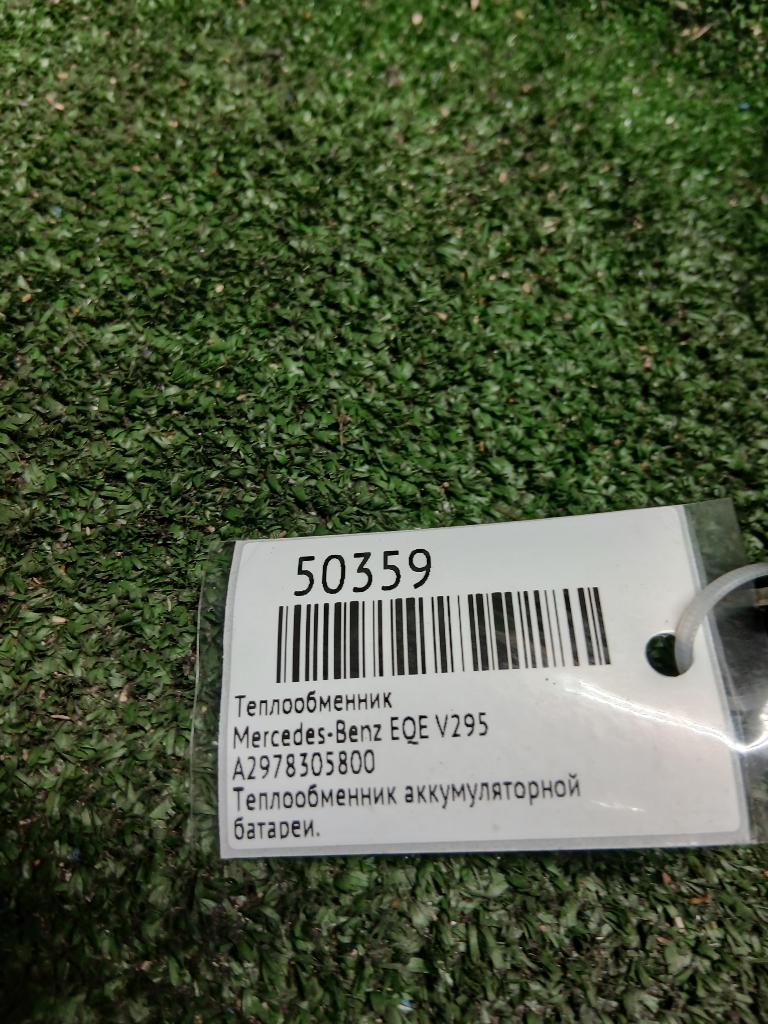 50359
Теплообменник
Mercedes-Benz EQE V295
A2978305800
Теплообменник аккумуляторной
батареи.